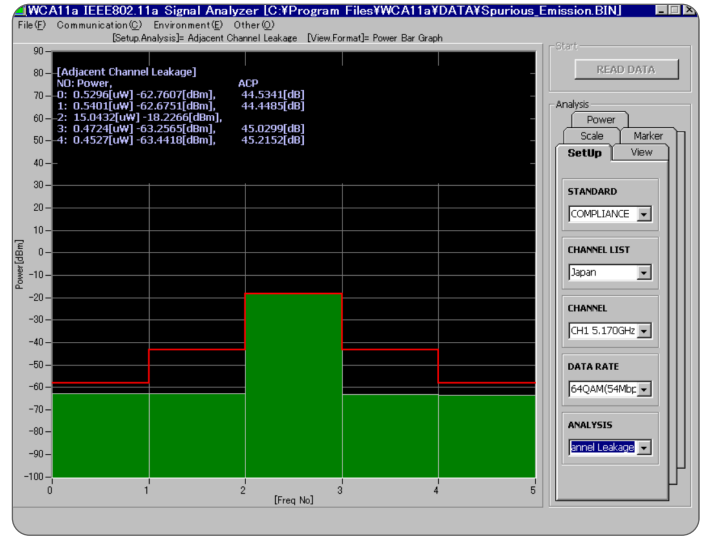 WCA11a IEEE802.11a Signal Analyzer [C:¥Program Files¥WCA11a¥DATA¥Spurious_Emission.BIN]
File(F) Communication(C) Environment(E) Other(O)
[Setup.Analysis]= Adjacent Channel Leakage [View.Format]= Power Bar Graph
[Adjacent Channel Leakage]
NO: Power, ACP
0: 0.5296[uW] -62.7607[dBm], 44.5341[dB]
1: 0.5401[uW] -62.6751[dBm], 44.4485[dB]
2: 15.0432[uW] -18.2266[dBm],
3: 0.4724[uW] -63.2565[dBm], 45.0299[dB]
4: 0.4527[uW] -63.4418[dBm], 45.2152[dB]
Power[dBm]
90
80
70
60
50
40
30
20
10
0
-10
-20
-30
-40
-50
-60
-70
-80
-90
-100
0 1 2 3 4 5
[Freq No]
Start
READ DATA
Analysis
Power
Scale Marker
SetUp View
STANDARD
COMPLIANCE
CHANNEL LIST
Japan
CHANNEL
CH1 5.170GHz
DATA RATE
64QAM(54Mbp
ANALYSIS
annel Leakage